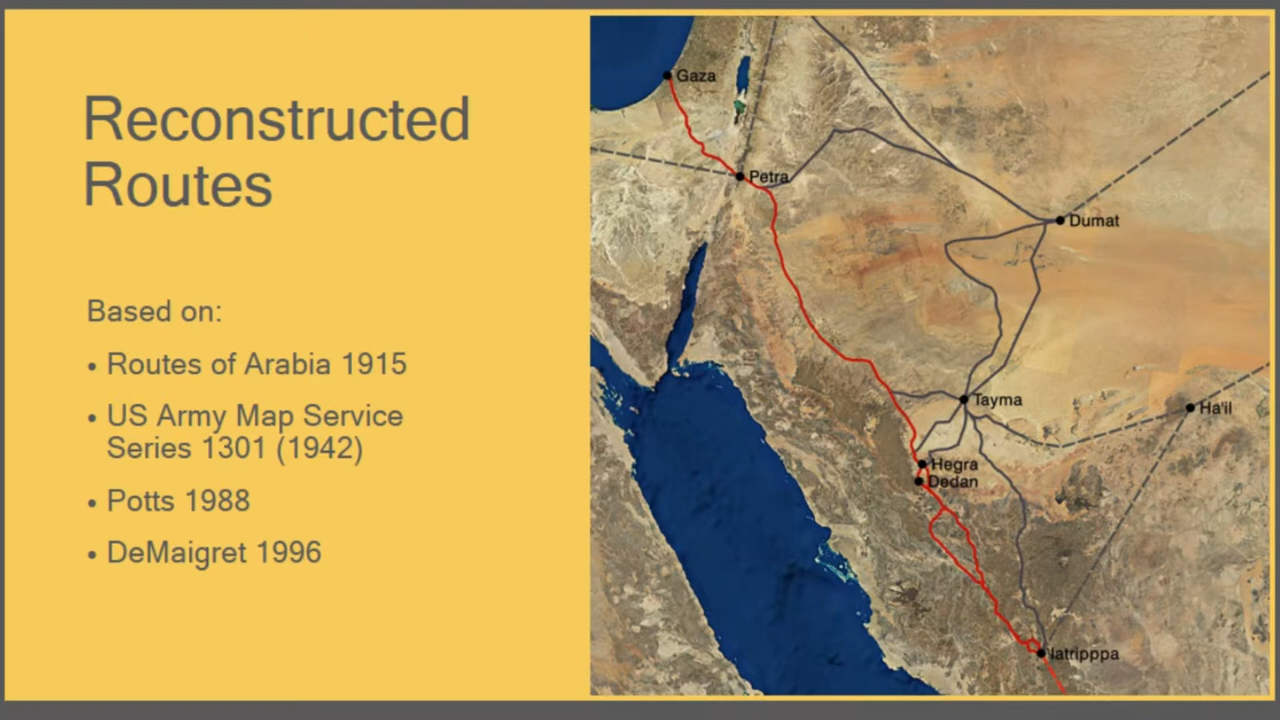 Reconstructed
Routes
Based on:
• Routes of Arabia 1915
• US Army Map Service
Series 1301 (1942)
• Potts 1988
• DeMaigret 1996
Gaza
Petra
Dumat
Tayma
Ha'il
Hegra
Dedan
Iatripppa